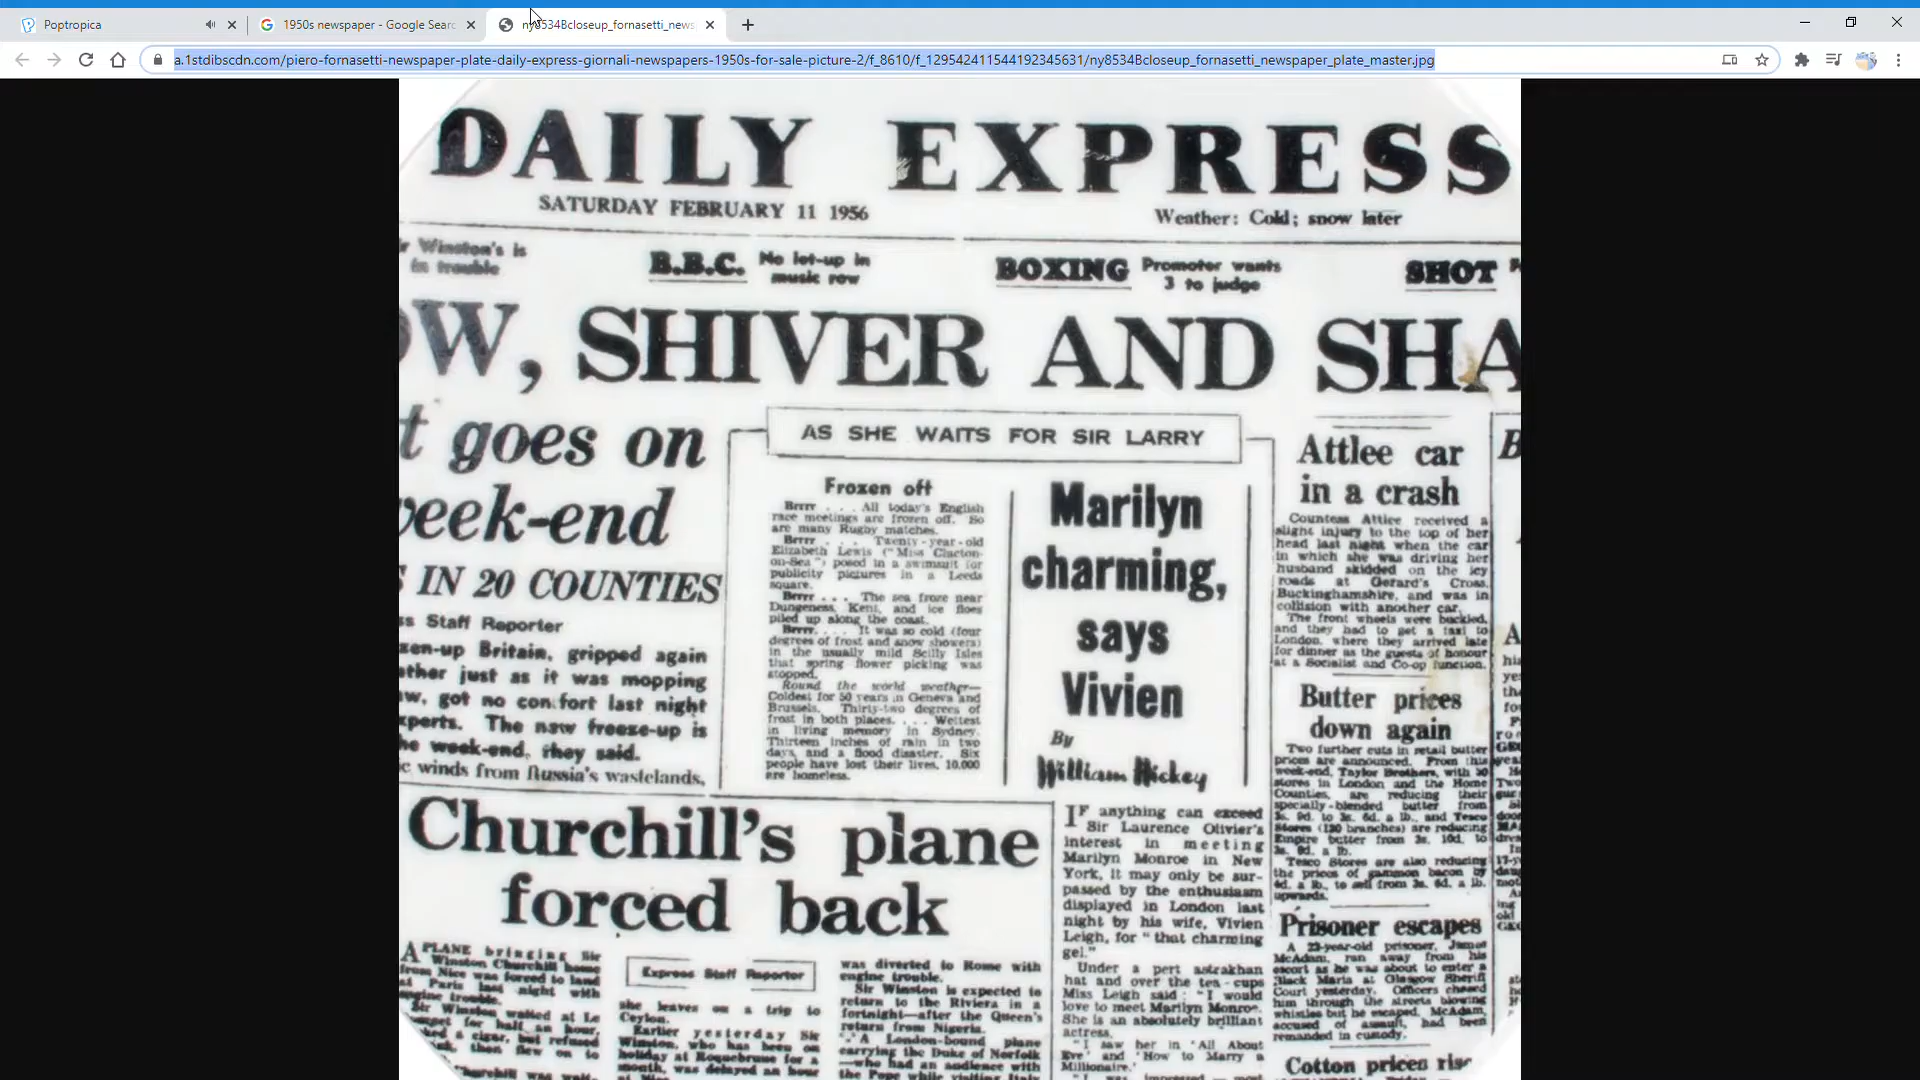 Poptropica
1950s newspaper - Google Searc
ny8534Bcloseup_fornasetti_news
a.1stdibscdn.com/piero-fornasetti-newspaper-plate-daily-express-giornali-newspapers-1950s-for-sale-picture-2/f_8610/f_129542411544192345631/ny8534Bcloseup_fornasetti_newspaper_plate_master.jpg
DAILY EXPRESS
SATURDAY FEBRUARY 11 1956
Weather: Cold; snow later
r Winston's is
in trouble
B.B.C.
No let-up in
music row
BOXING
Promoter wants
3 to judge
SHOT
OW, SHIVER AND SHA
t goes on
week-end
S IN 20 COUNTIES
ss Staff Reporter
zen-up Britain, gripped again
ather just as it was mopping
ow, got no comfort last night
xperts. The new freeze-up is
he week-end, they said.
c winds from Russia's wastelands,
AS SHE WAITS FOR SIR LARRY
Frozen off
Brrrr . . . All today's English
race meetings are frozen off. So
are many Rugby matches.
Brrrr . . . Twenty-year-old
Elizabeth Lewis ("Miss Clacton-
on-Sea") posed in a swimsuit for
publicity pictures in a Leeds
square.
Brrrr . . . The sea froze near
Dungeness, Kent, and ice floes
piled up along the coast.
Brrrr. . . . It was so cold (four
degrees of frost and snow showers)
in the usually mild Scilly Isles
that spring flower picking was
stopped.
Round the world weather—
Coldest for 50 years in Geneva and
Brussels. Thirty-two degrees of
frost in both places. . . . Wettest
in living memory in Sydney.
Thirteen inches of rain in two
days, and a flood disaster. Six
people have lost their lives, 10,000
are homeless.
Marilyn
charming,
says
Vivien
By
William Hickey
IF anything can exceed
Sir Laurence Olivier's
interest in meeting
Marilyn Monroe in New
York, it may only be sur-
passed by the enthusiasm
displayed in London last
night by his wife, Vivien
Leigh, for "that charming
gel."
Under a pert astrakhan
hat and over the tea-cups
Miss Leigh said: "I would
love to meet Marilyn Monroe.
She is an absolutely brilliant
actress.
"I saw her in 'All About
Eve' and 'How to Marry a
Millionaire.'
Attlee car
in a crash
Countess Attlee received a
slight injury to the top of her
head last night when the car
in which she was driving her
husband skidded on the icy
roads at Gerard's Cross,
Buckinghamshire, and was in
collision with another car.
The front wheels were buckled,
and they had to get a taxi to
London, where they arrived late
for dinner as the guests of honour
at a Socialist and Co-op function.
Butter prices
down again
Two further cuts in retail butter
prices are announced. From this
week-end, Taylor Brothers, with 50
stores in London and the Home
Counties, are reducing their
specially-blended butter from
3s. 9d. to 3s. 6d. a lb., and Tesco
Stores (130 branches) are reducing
Empire butter from 3s. 10d. to
3s. 8d. a lb.
Tesco Stores are also reducing
the prices of gammon bacon by
4d. a lb., to sell from 3s. 6d. a lb.
upwards.
Prisoner escapes
A 22-year-old prisoner, James
McAdam, ran away from his
escort as he was about to enter a
Black Maria at Glasgow Sheriff
Court yesterday. Officers chased
him through the streets blowing
whistles but he escaped. McAdam,
accused of assault, had been
remanded in custody.
Cotton prices rise
Churchill's plane
forced back
A PLANE bringing Sir
Winston Churchill home
from Nice was forced to land
at Paris last night with
engine trouble.
Sir Winston waited at Le
for half an hour,
a cigar, but refused
then flew on to
Express Staff Reporter
she leaves on a trip to
Ceylon.
Earlier yesterday Sir
Winston, who has been on
holiday at Roquebrune for a
month, was delayed an hour
was diverted to Rome with
engine trouble.
Sir Winston is expected to
return to the Riviera in a
fortnight—after the Queen's
return from Nigeria.
A London-bound plane
carrying the Duke of Norfolk
—who had an audience with
the Pope while visiting Italy